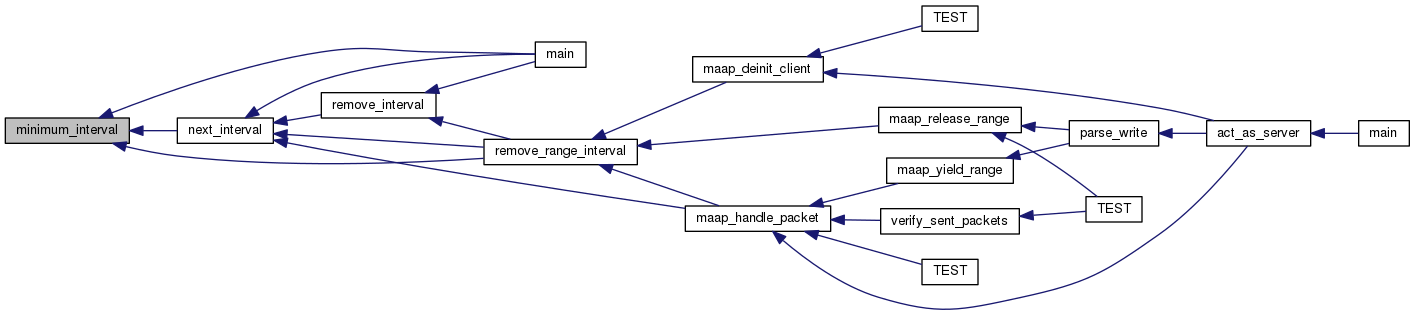 minimum_interval
next_interval
remove_interval
main
remove_range_interval
maap_deinit_client
TEST
maap_release_range
maap_yield_range
maap_handle_packet
verify_sent_packets
TEST
parse_write
TEST
act_as_server
main